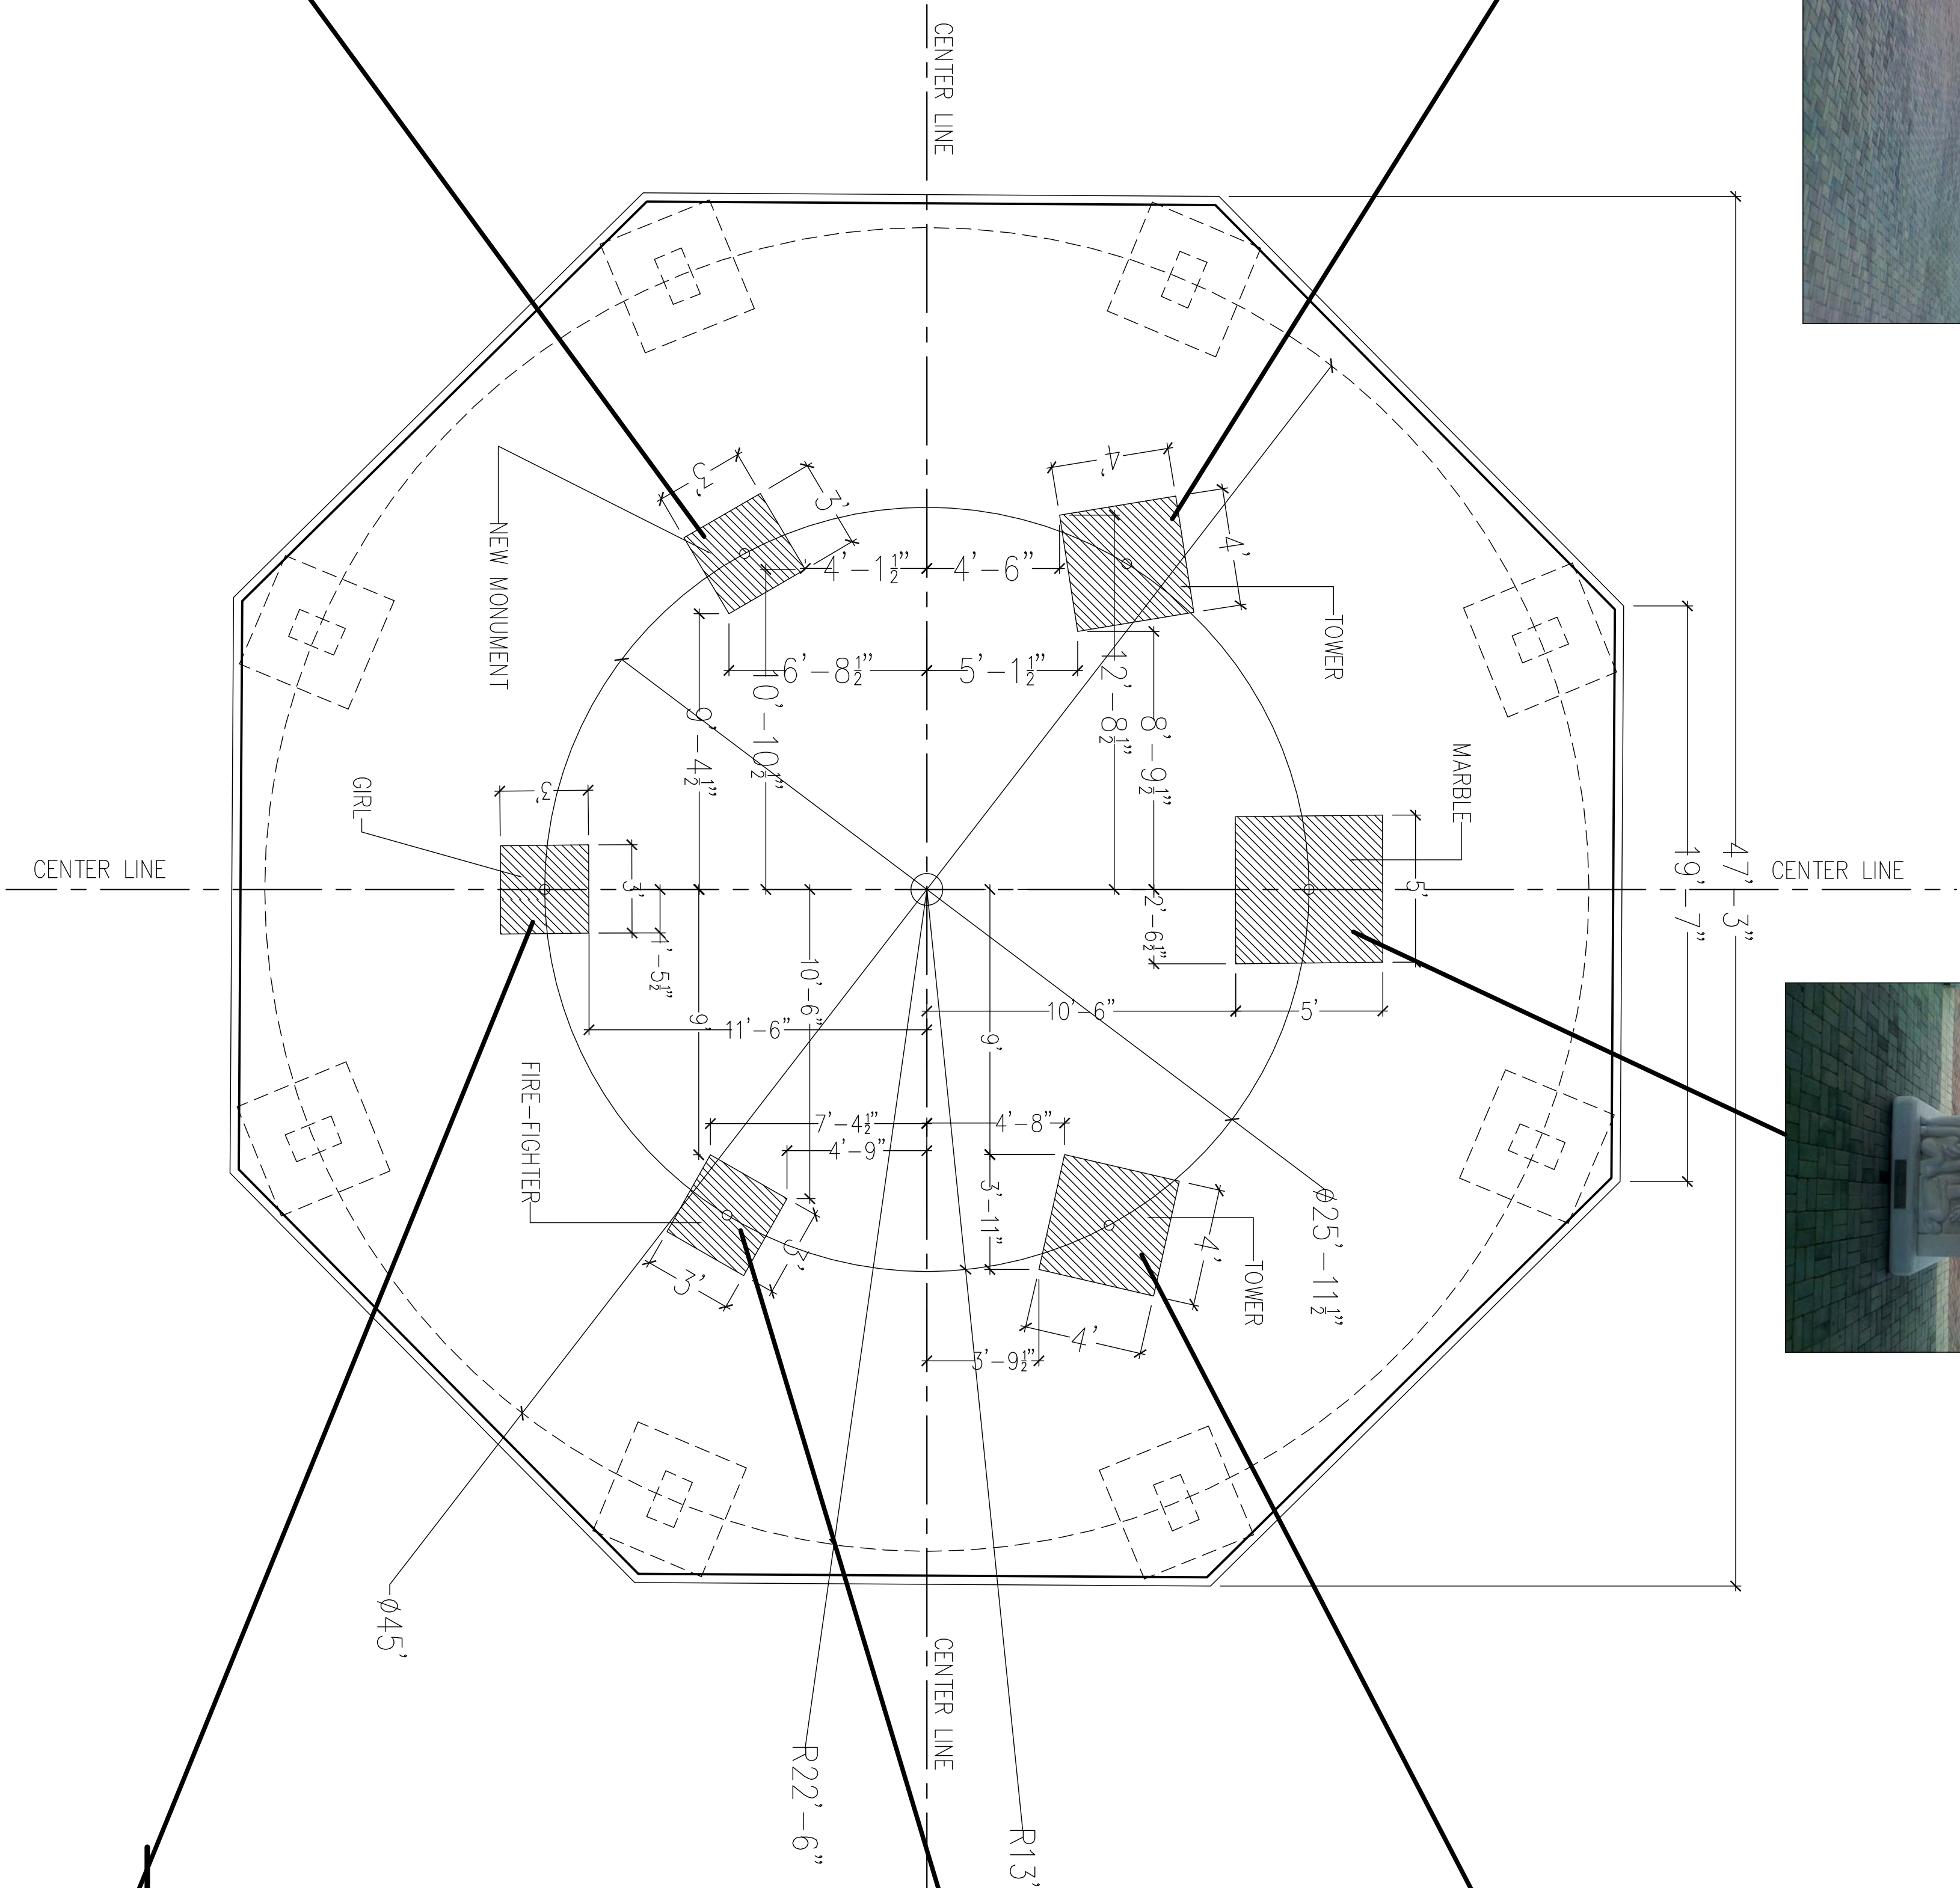 CENTER LINE
4'
3'
3'
4'
4'-1½"
4'-6"
NEW MONUMENT
TOWER
6'-8½"
5'-1½"
10'-10½"
12'-8½"
9'-4½"
8'-9½"
MARBLE
GIRL
3'
CENTER LINE
3'
5'
19'-7"
47'-3"
CENTER LINE
1'-5½"
2'-6½"
10'-6"
9'
11'-6"
10'-6"
5'
9'
FIRE-FIGHTER
7'-4½"
4'-8"
4'-9"
3'-11"
3'
3'
4'
TOWER
Ø25'-11½"
4'
3'-9½"
Ø45'
CENTER LINE
R22'-6"
R13'